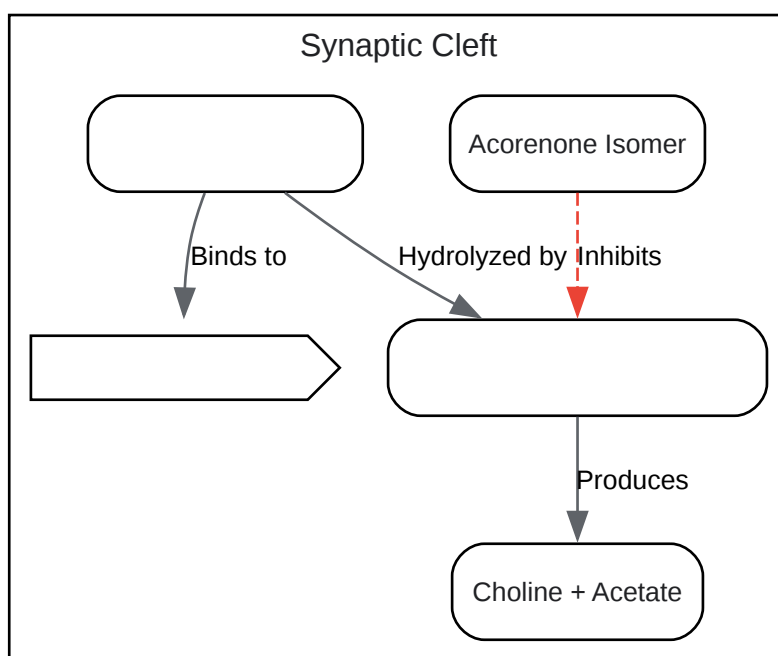 Synaptic Cleft
Acorenone Isomer
Binds to
Hydrolyzed by
Inhibits
Produces
Choline + Acetate